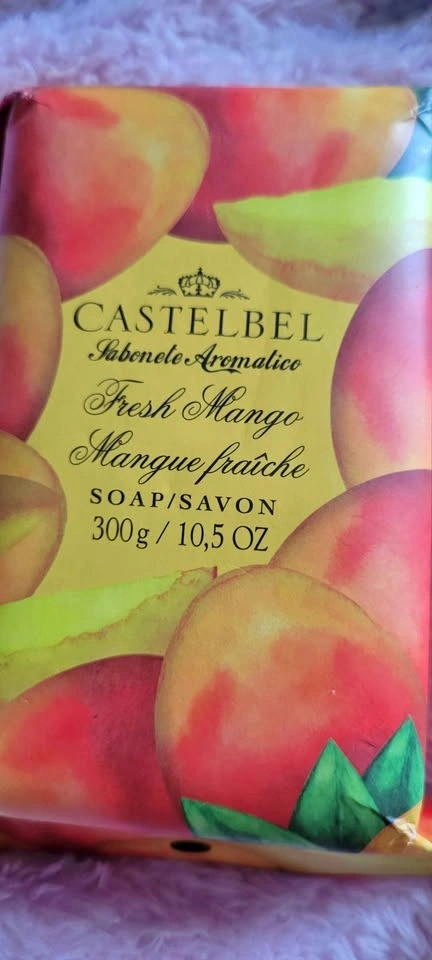 CASTELBEL
Sabonete Aromatico
Fresh Mango
Mangue fraîche
SOAP/SAVON
300g / 10,5 OZ